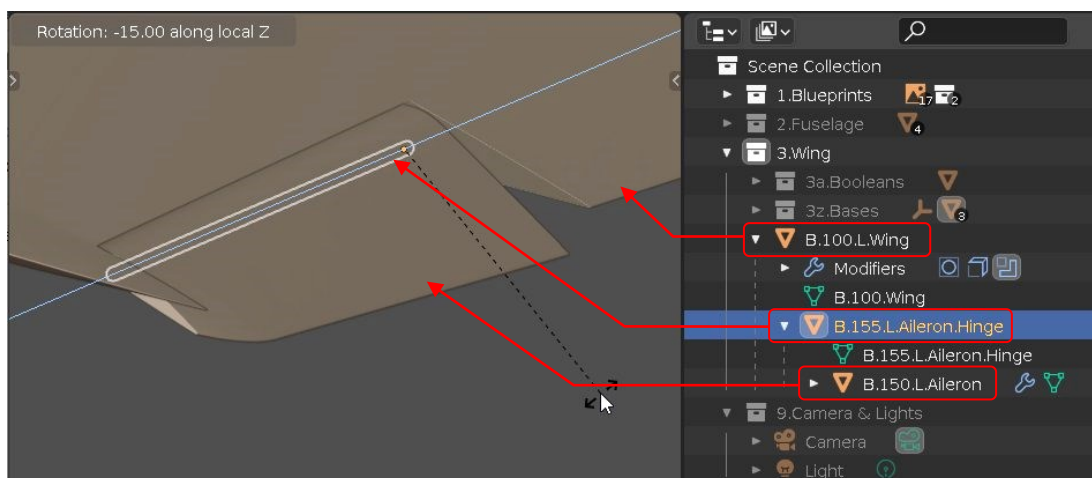 Rotation: -15.00 along local Z
Scene Collection
1.Blueprints 17 2
2.Fuselage 4
3.Wing
3a.Booleans
3z.Bases 3
B.100.L.Wing
Modifiers
B.100.Wing
B.155.L.Aileron.Hinge
B.155.L.Aileron.Hinge
B.150.L.Aileron
9.Camera & Lights
Camera
Light